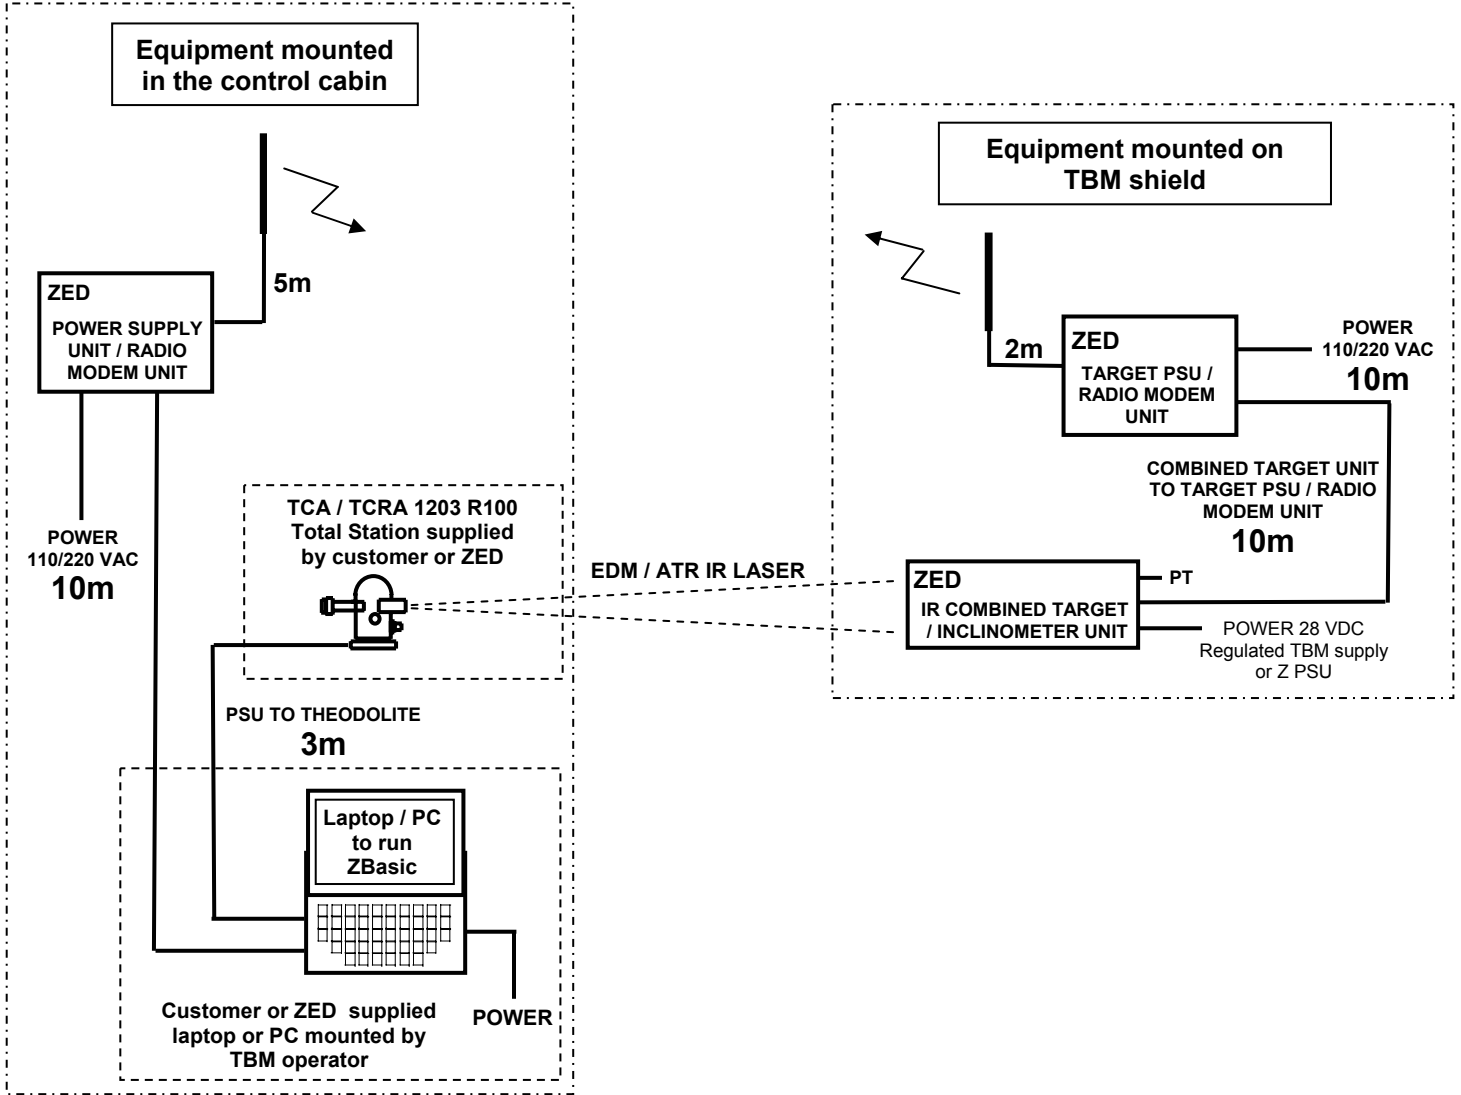 Equipment mounted
in the control cabin
5m
ZED
POWER SUPPLY
UNIT / RADIO
MODEM UNIT
POWER
110/220 VAC
10m
TCA / TCRA 1203 R100
Total Station supplied
by customer or ZED
PSU TO THEODOLITE
3m
Laptop / PC
to run
ZBasic
POWER
Customer or ZED supplied
laptop or PC mounted by
TBM operator
EDM / ATR IR LASER
Equipment mounted on
TBM shield
2m
ZED
TARGET PSU /
RADIO MODEM
UNIT
POWER
110/220 VAC
10m
COMBINED TARGET UNIT
TO TARGET PSU / RADIO
MODEM UNIT
10m
ZED
IR COMBINED TARGET
/ INCLINOMETER UNIT
PT
POWER 28 VDC
Regulated TBM supply
or Z PSU